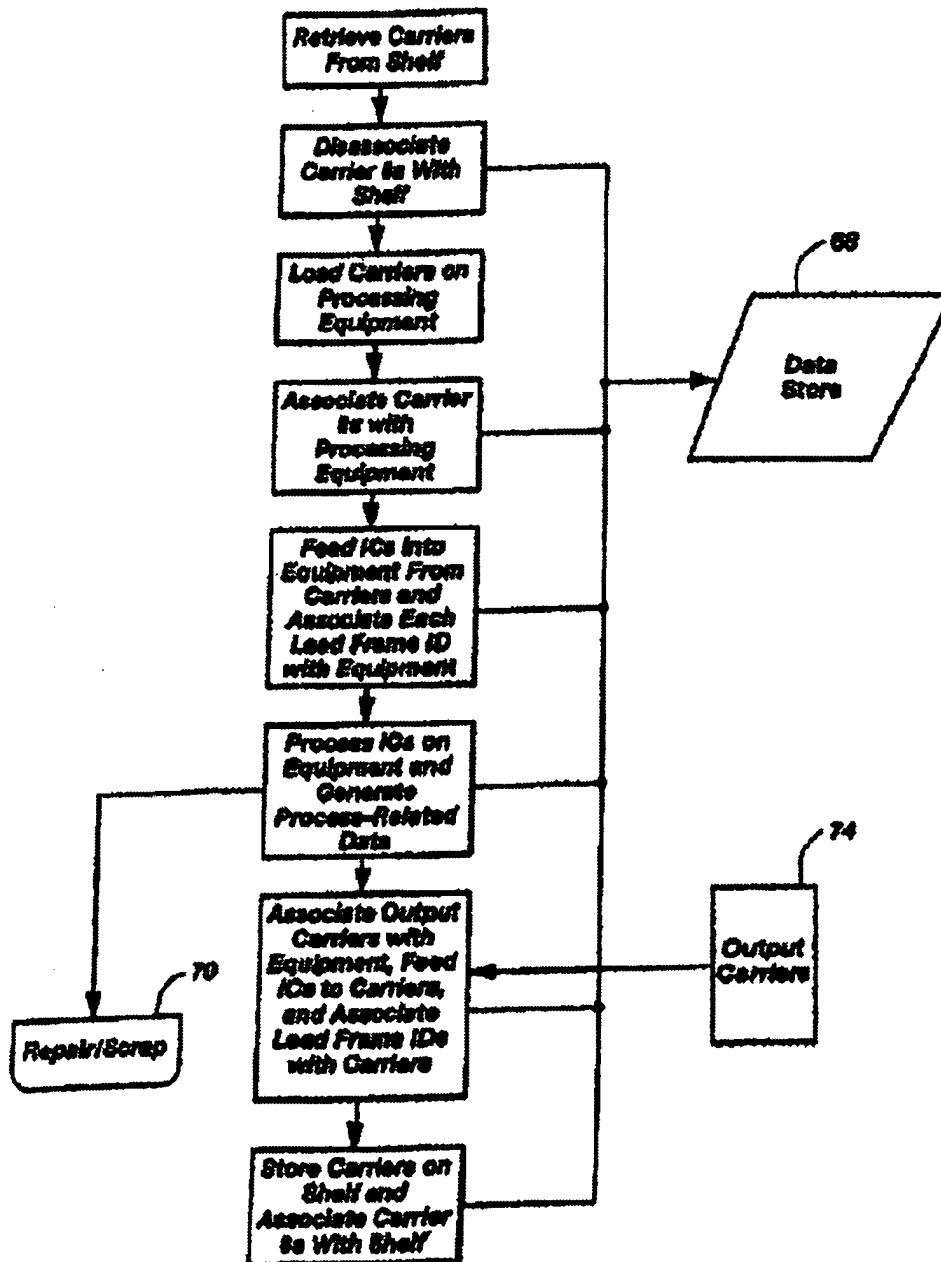 Retrieve Carriers
From Shelf
Disassociate
Carrier #s With
Shelf
Load Carriers on
Processing
Equipment
Associate Carrier
#s with
Processing
Equipment
Feed ICs into
Equipment From
Carriers and
Associate Each
Lead Frame ID
with Equipment
Process ICs on
Equipment and
Generate
Process-Related
Data
Associate Output
Carriers with
Equipment, Feed
ICs to Carriers,
and Associate
Lead Frame IDs
with Carriers
Store Carriers on
Shelf and
Associate Carrier
#s With Shelf
68
Data
Store
74
Output
Carriers
70
Repair/Scrap